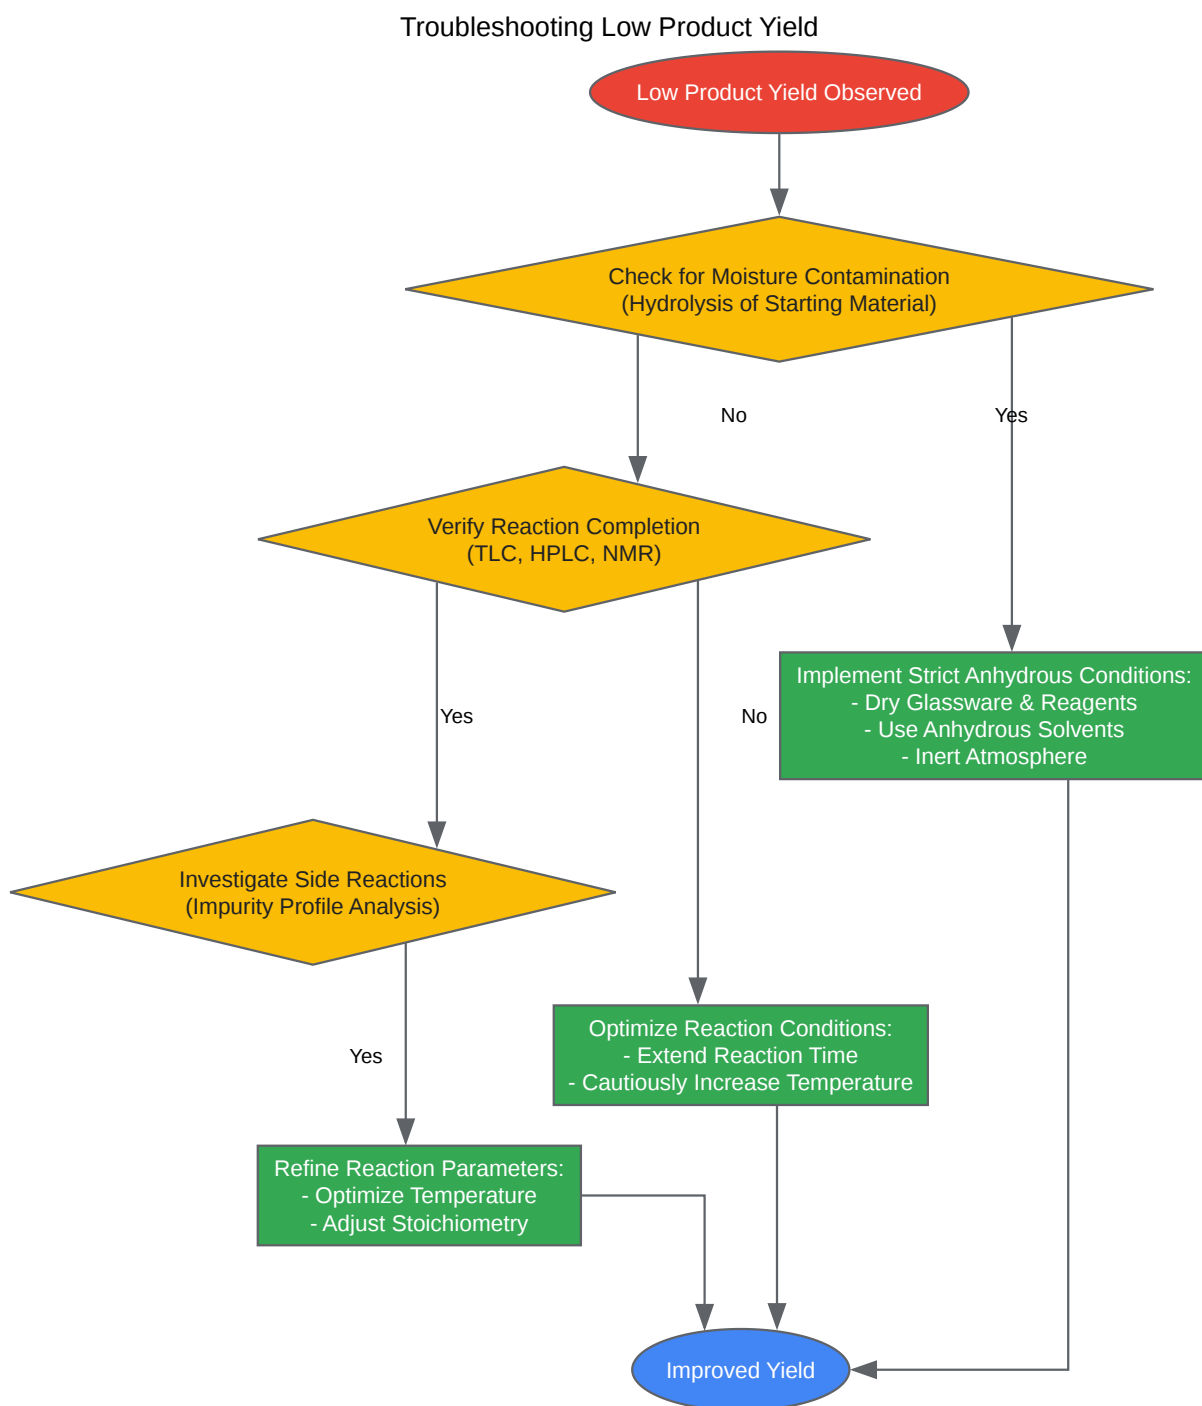 Troubleshooting Low Product Yield
Low Product Yield Observed
Check for Moisture Contamination
(Hydrolysis of Starting Material)
No
Yes
Verify Reaction Completion
(TLC, HPLC, NMR)
Implement Strict Anhydrous Conditions:
- Dry Glassware & Reagents
- Use Anhydrous Solvents
- Inert Atmosphere
Yes
No
Investigate Side Reactions
(Impurity Profile Analysis)
Optimize Reaction Conditions:
- Extend Reaction Time
- Cautiously Increase Temperature
Yes
Refine Reaction Parameters:
- Optimize Temperature
- Adjust Stoichiometry
Improved Yield